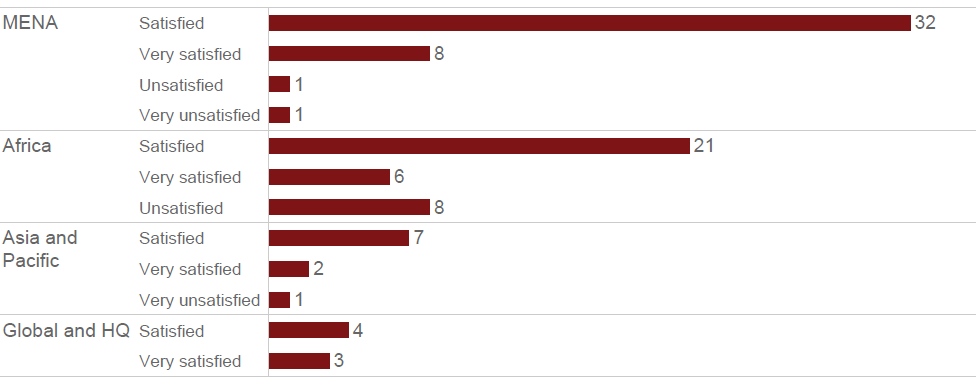 MENA Satisfied 32
Very satisfied 8
Unsatisfied 1
Very unsatisfied 1
Africa Satisfied 21
Very satisfied 6
Unsatisfied 8
Asia and Pacific Satisfied 7
Very satisfied 2
Very unsatisfied 1
Global and HQ Satisfied 4
Very satisfied 3